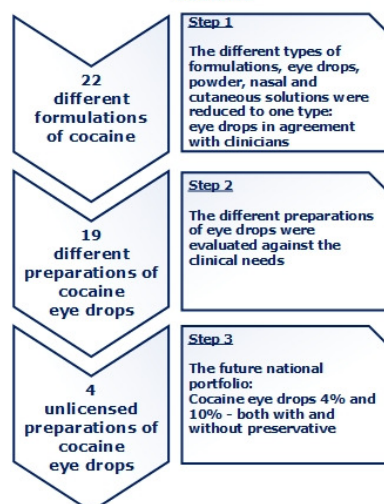 22
different
formulations
of cocaine
Step 1
The different types of
formulations, eye drops,
powder, nasal and
cutaneous solutions were
reduced to one type:
eye drops in agreement
with clinicians
19
different
preparations of
cocaine
eye drops
Step 2
The different preparations
of eye drops were
evaluated against the
clinical needs
4
unlicensed
preparations of
cocaine
eye drops
Step 3
The future national
portfolio:
Cocaine eye drops 4% and
10% - both with and
without preservative